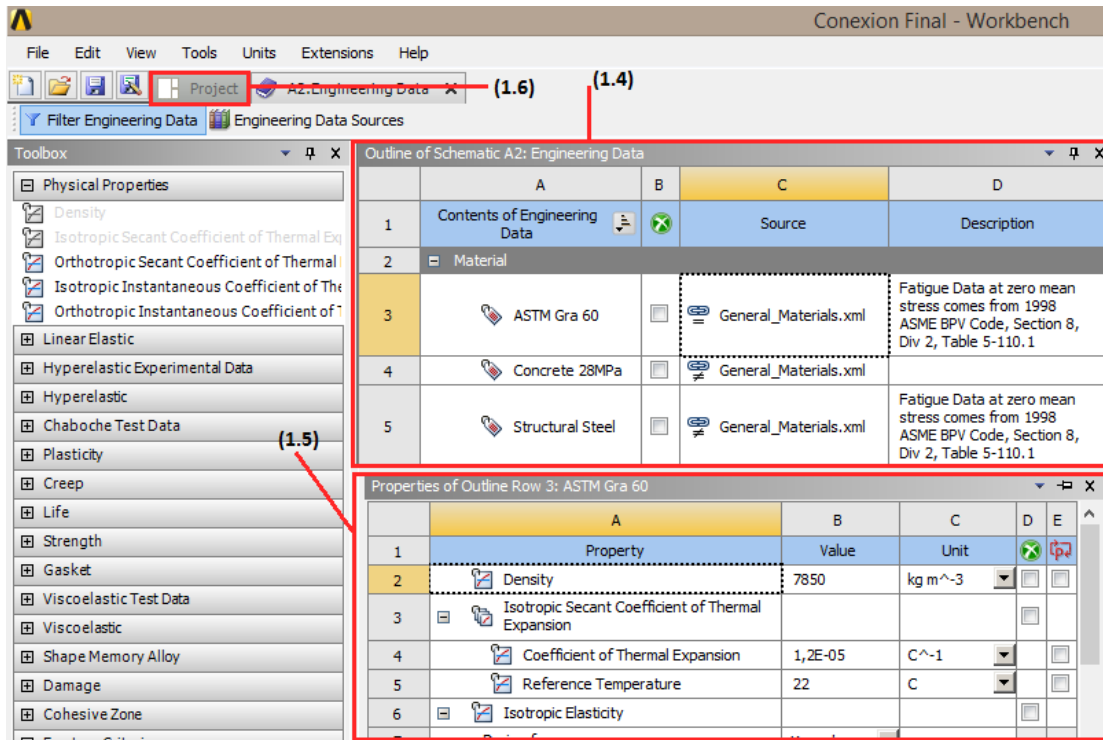 Conexion Final - Workbench
File Edit View Tools Units Extensions Help
Project A2:Engineering Data (1.6) (1.4)
Filter Engineering Data Engineering Data Sources
Toolbox
Physical Properties
Density
Isotropic Secant Coefficient of Thermal Exp
Orthotropic Secant Coefficient of Thermal
Isotropic Instantaneous Coefficient of The
Orthotropic Instantaneous Coefficient of T
Linear Elastic
Hyperelastic Experimental Data
Hyperelastic
Chaboche Test Data
(1.5)
Plasticity
Creep
Life
Strength
Gasket
Viscoelastic Test Data
Viscoelastic
Shape Memory Alloy
Damage
Cohesive Zone
Outline of Schematic A2: Engineering Data
A B C D
1 Contents of Engineering Data Source Description
2 Material
3 ASTM Gra 60 General_Materials.xml
Fatigue Data at zero mean
stress comes from 1998
ASME BPV Code, Section 8,
Div 2, Table 5-110.1
4 Concrete 28MPa General_Materials.xml
5 Structural Steel General_Materials.xml
Fatigue Data at zero mean
stress comes from 1998
ASME BPV Code, Section 8,
Div 2, Table 5-110.1
Properties of Outline Row 3: ASTM Gra 60
A B C D E
1 Property Value Unit
2 Density 7850 kg m^-3
3 Isotropic Secant Coefficient of Thermal
Expansion
4 Coefficient of Thermal Expansion 1,2E-05 C^-1
5 Reference Temperature 22 C
6 Isotropic Elasticity